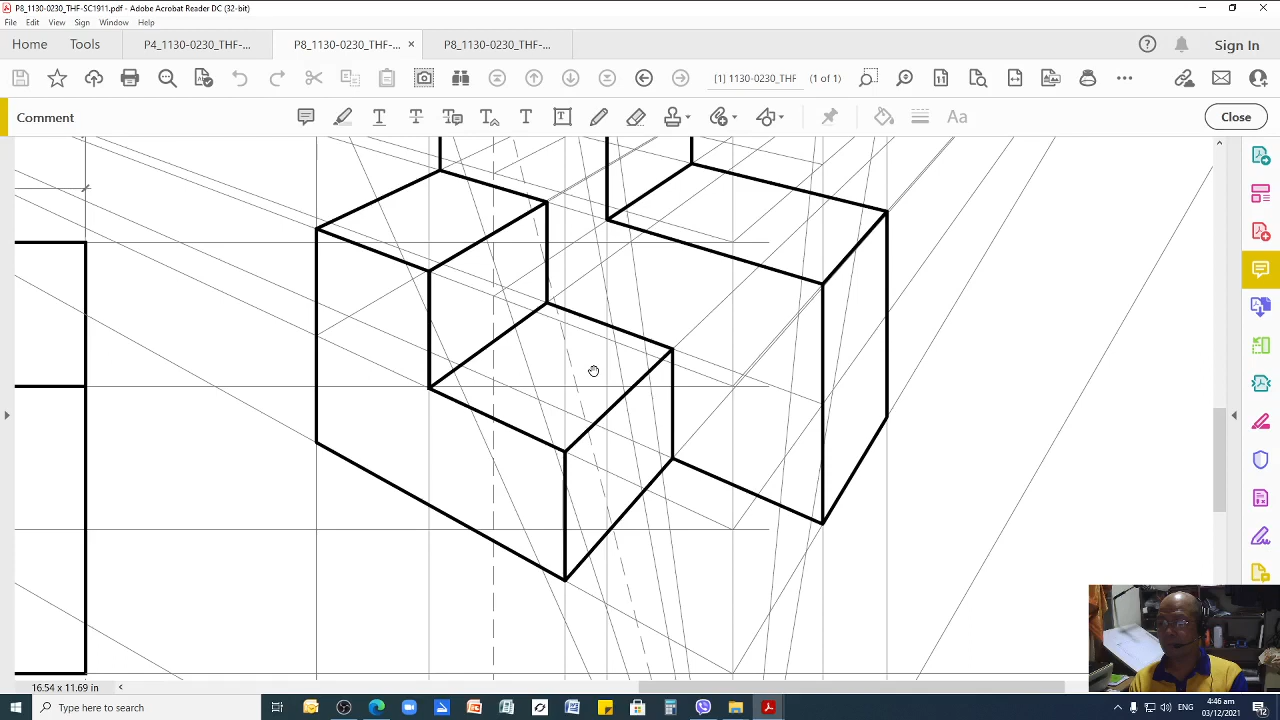 P8_1130-0230_THF-SC1911.pdf - Adobe Acrobat Reader DC (32-bit)
File Edit View Sign Window Help
Home Tools P4_1130-0230_THF-... P8_1130-0230_THF-... × P8_1130-0230_THF-... Sign In
[1] 1130-0230_THF (1 of 1)
Comment Close
16.54 x 11.69 in
Type here to search
ENG
4:46 am
03/12/2021
12